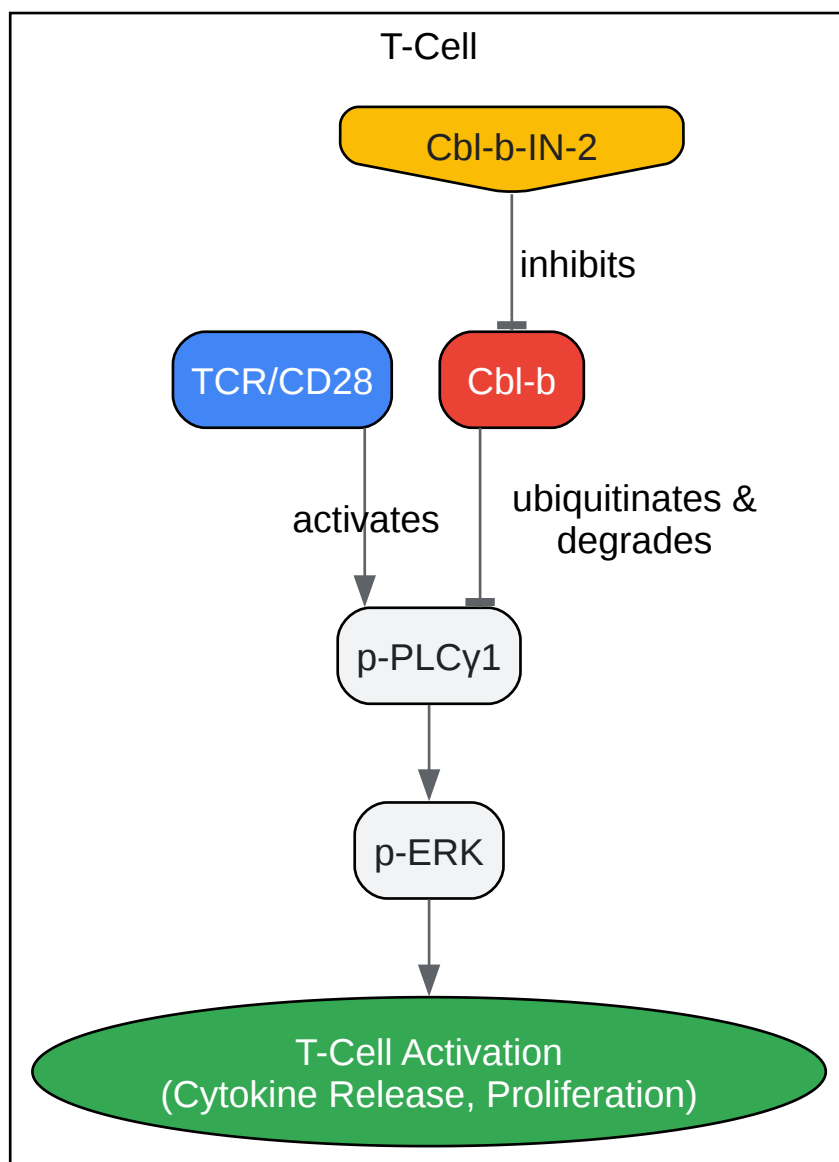 T-Cell
Cbl-b-IN-2
inhibits
TCR/CD28
Cbl-b
activates
ubiquitinates &
degrades
p-PLCγ1
p-ERK
T-Cell Activation
(Cytokine Release, Proliferation)